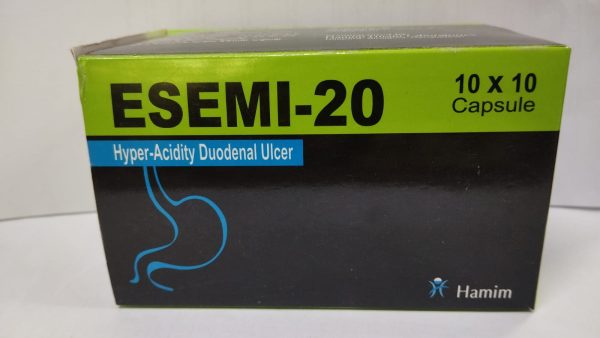 ESEMI-20
10 X 10
Capsule
Hyper-Acidity Duodenal Ulcer
Hamim